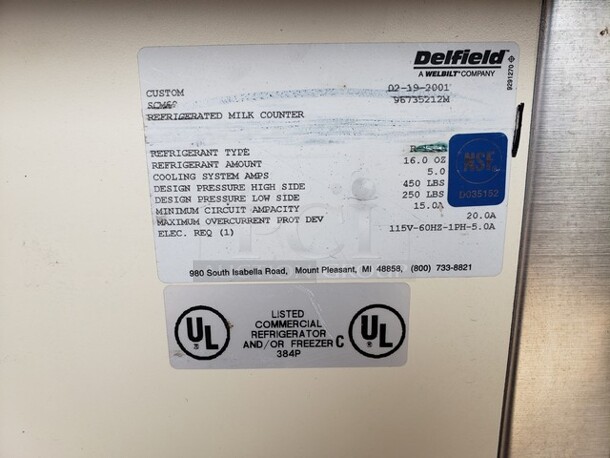 Delfield
A WELBILT COMPANY
9291270
CUSTOM 02-19-2001
96735212M
REFRIGERATED MILK COUNTER
REFRIGERANT TYPE
REFRIGERANT AMOUNT 16.0 OZ
COOLING SYSTEM AMPS 5.0
DESIGN PRESSURE HIGH SIDE 450 LBS
DESIGN PRESSURE LOW SIDE 250 LBS
MINIMUM CIRCUIT AMPACITY 15.0A
MAXIMUM OVERCURRENT PROT DEV 20.0A
ELEC. REQ (1) 115V-60HZ-1PH-5.0A
NSF
D035152
980 South Isabella Road, Mount Pleasant, MI 48858, (800) 733-8821
pci
UL
LISTED
COMMERCIAL
REFRIGERATOR
AND/OR FREEZER
384P
C UL